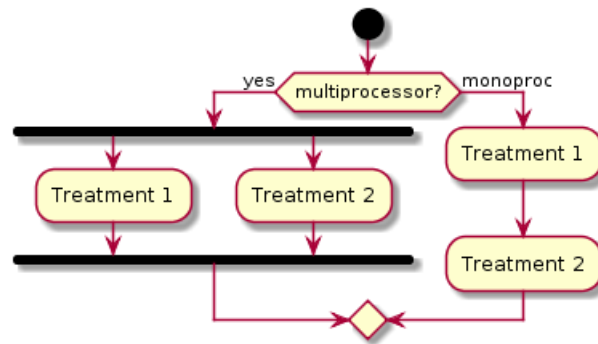 yes
multiprocessor?
monoproc
Treatment 1
Treatment 2
Treatment 1
Treatment 2